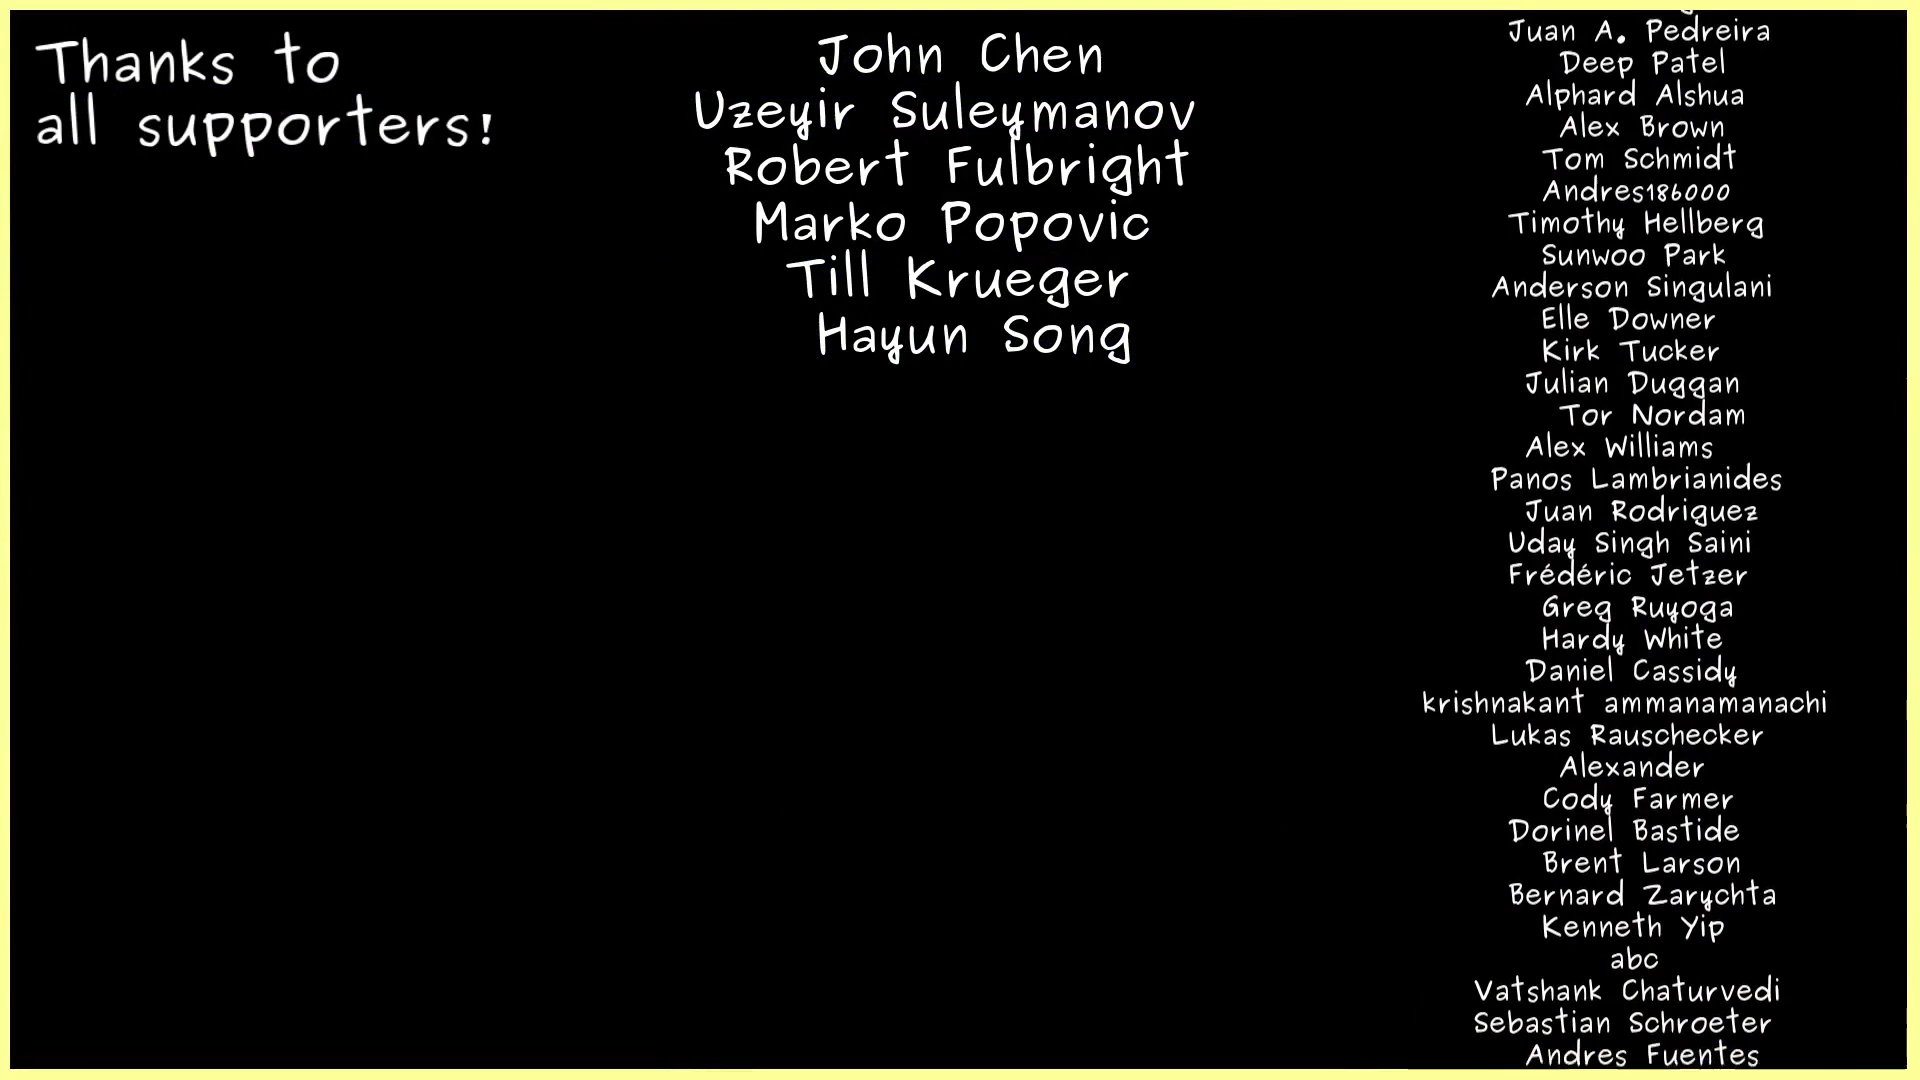 Thanks to
all supporters!
John Chen
Uzeyir Suleymanov
Robert Fulbright
Marko Popovic
Till Krueger
Hayun Song
Juan A. Pedreira
Deep Patel
Alphard Alshua
Alex Brown
Tom Schmidt
Andres186000
Timothy Hellberg
Sunwoo Park
Anderson Singulani
Elle Downer
Kirk Tucker
Julian Duggan
Tor Nordam
Alex Williams
Panos Lambrianides
Juan Rodriguez
Uday Singh Saini
Frédéric Jetzer
Greg Ruyoga
Hardy White
Daniel Cassidy
krishnakant ammanamanachi
Lukas Rauschecker
Alexander
Cody Farmer
Dorinel Bastide
Brent Larson
Bernard Zarychta
Kenneth Yip
abc
Vatshank Chaturvedi
Sebastian Schroeter
Andres Fuentes